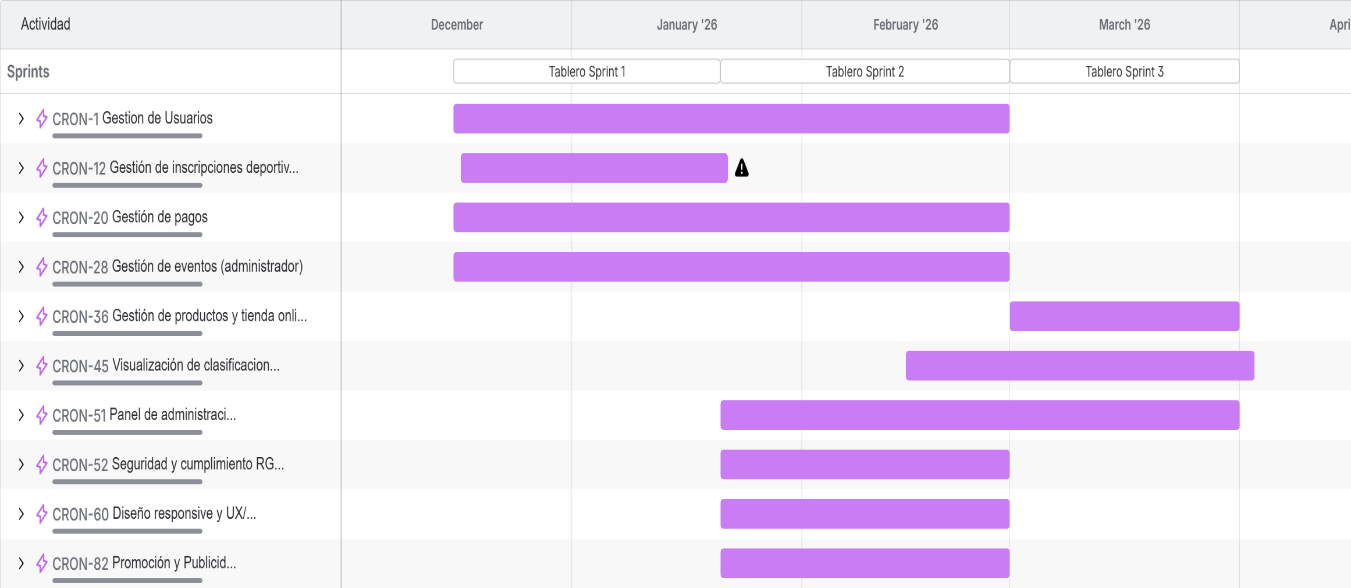 Actividad December January '26 February '26 March '26 Apri
Sprints Tablero Sprint 1 Tablero Sprint 2 Tablero Sprint 3
CRON-1 Gestion de Usuarios
CRON-12 Gestión de inscripciones deportiv...
CRON-20 Gestión de pagos
CRON-28 Gestión de eventos (administrador)
CRON-36 Gestión de productos y tienda onli...
CRON-45 Visualización de clasificacion...
CRON-51 Panel de administraci...
CRON-52 Seguridad y cumplimiento RG...
CRON-60 Diseño responsive y UX/...
CRON-82 Promoción y Publicid...